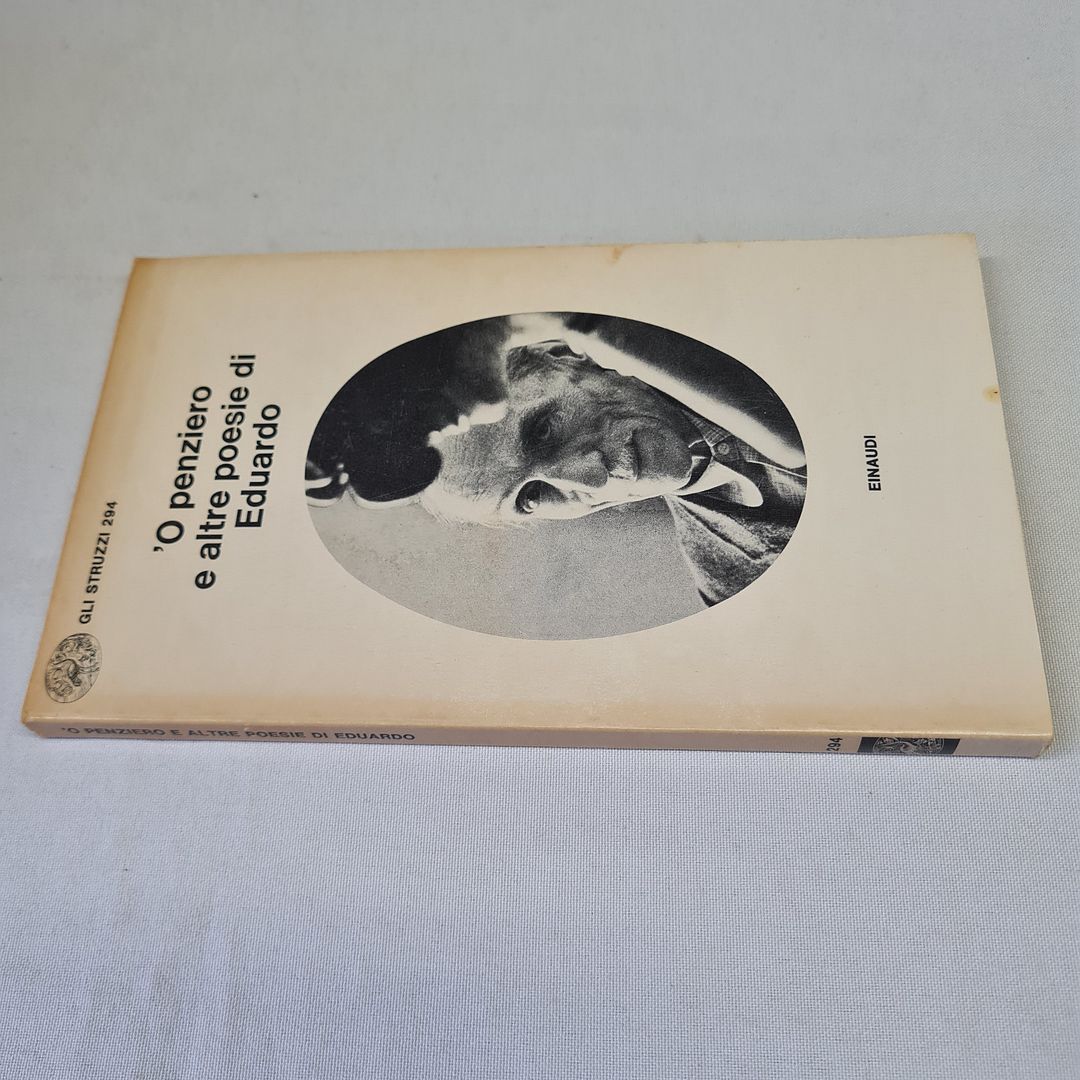 GLI STRUZZI 294
'O penziero
e altre poesie di
Eduardo
EINAUDI
'O PENZIERO E ALTRE POESIE DI EDUARDO
294